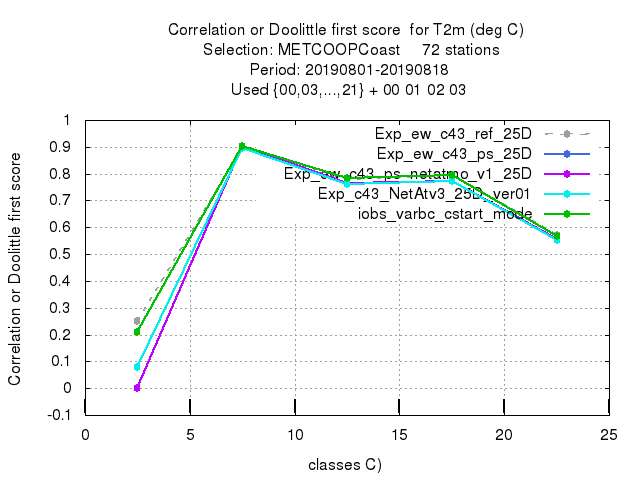 Correlation or Doolittle first score  for T2m (deg C)
Selection: METCOOPCoast     72 stations
Period: 20190801-20190818
Used {00,03,...,21} + 00 01 02 03
Correlation or Doolittle first score
1
0.9
0.8
0.7
0.6
0.5
0.4
0.3
0.2
0.1
0
-0.1
Exp_ew_c43_ref_25D
Exp_ew_c43_ps_25D
Exp_ew_c43_ps_netatmo_v1_25D
Exp_c43_NetAtv3_25D_ver01
iobs_varbc_cstart_mode
0 5 10 15 20 25
classes C)